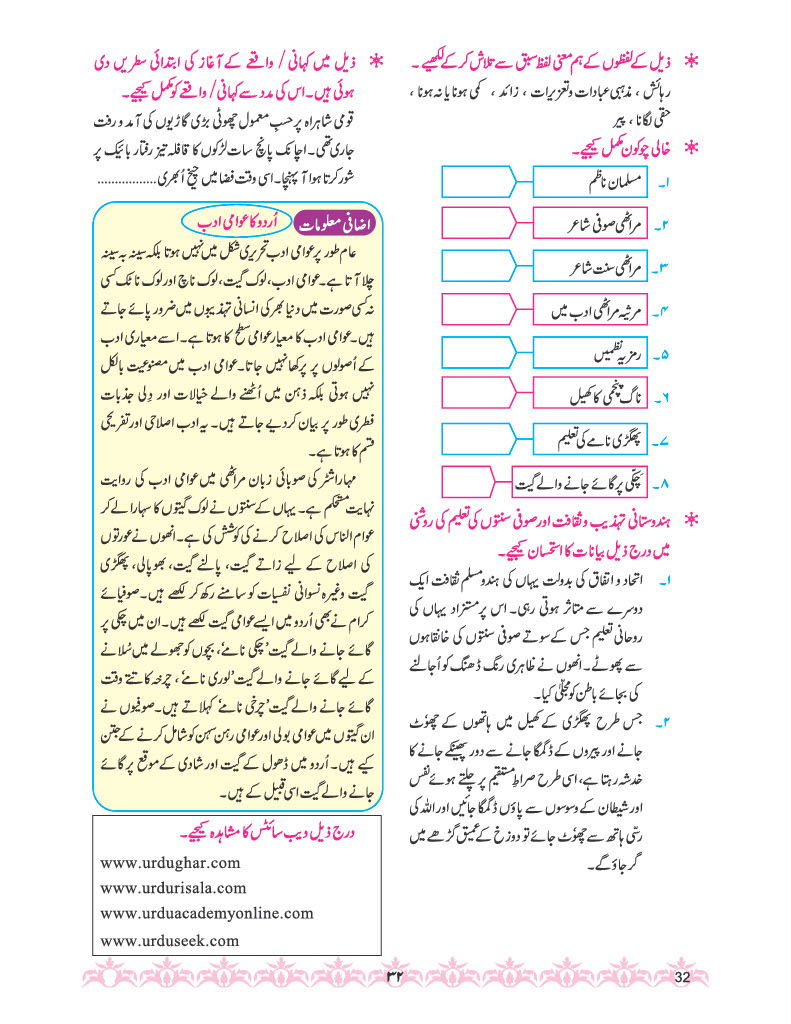 * ذیل کے لفظوں کے ہم معنی لفظ سبق سے تلاش کرکے لکھیے ۔
رہائش ، مذہبی عبادات و تعزیرات ، زائد ، کمی ہونا یا نہ ہونا ،
حقی لگانا ، پیر
* خالی چوکون مکمل کیجیے۔
۱۔ مسلمان ناظم
۲۔ مراٹھی صوفی شاعر
۳۔ مراٹھی سنت شاعر
۴۔ مرثیہ مراٹھی ادب میں
۵۔ رمزیہ نظمیں
۶۔ ناگ پنچمی کا کھیل
۷۔ پھگڑی نامے کی تعلیم
۸۔ چکّی پر گائے جانے والے گیت
* ہندوستانی تہذیب و ثقافت اور صوفی سنتوں کی تعلیم کی روشنی
میں درج ذیل بیانات کا استحسان کیجیے۔
۱۔ اتحاد و اتفاق کی بدولت یہاں کی ہندو مسلم ثقافت ایک
دوسرے سے متاثر ہوتی رہی۔ اس پر مستزاد یہاں کی
روحانی تعلیم جس کے سوتے صوفی سنتوں کی خانقاہوں
سے پھوٹے۔ انھوں نے ظاہری رنگ ڈھنگ کو اُجالنے
کی بجائے باطن کو مجلّیٰ کیا۔
۲۔ جس طرح پھگڑی کے کھیل میں ہاتھوں کے چھوٹ
جانے اور پیروں کے ڈگمگا جانے سے دور پھینکے جانے کا
خدشہ رہتا ہے، اسی طرح صراطِ مستقیم پر چلتے ہوئے نفس
اور شیطان کے وسوسوں سے پاؤں ڈگمگا جائیں اور اللہ کی
رسّی ہاتھ سے چھوٹ جائے تو دوزخ کے عمیق گڑھے میں
گر جاؤ گے۔
* ذیل میں کہانی / واقعے کے آغاز کی ابتدائی سطریں دی
ہوئی ہیں۔ اس کی مدد سے کہانی / واقعے کو مکمل کیجیے۔
قومی شاہراہ پر حسبِ معمول چھوٹی بڑی گاڑیوں کی آمد و رفت
جاری تھی۔ اچانک پانچ سات لڑکوں کا قافلہ تیز رفتار بائیک پر
شور کرتا ہوا آ پہنچا۔ اسی وقت فضا میں چیخ اُبھری.................
اضافی معلومات اُردو کا عوامی ادب
عام طور پر عوامی ادب تحریری شکل میں نہیں ہوتا بلکہ سینہ بہ سینہ
چلا آتا ہے۔ عوامی ادب، لوک گیت، لوک ناچ اور لوک ناٹک کسی
نہ کسی صورت میں دنیا بھر کی انسانی تہذیبوں میں ضرور پائے جاتے
ہیں۔ عوامی ادب کا معیار عوامی سطح کا ہوتا ہے۔ اسے معیاری ادب
کے اُصولوں پر پرکھا نہیں جاتا۔ عوامی ادب میں مصنوعیت بالکل
نہیں ہوتی بلکہ ذہن میں اُٹھنے والے خیالات اور دِلی جذبات
فطری طور پر بیان کر دیے جاتے ہیں۔ یہ ادب اصلاحی اور تفریحی
قسم کا ہوتا ہے۔
مہاراشٹر کی صوبائی زبان مراٹھی میں عوامی ادب کی روایت
نہایت مستحکم ہے۔ یہاں کے سنتوں نے لوک گیتوں کا سہارا لے کر
عوام الناس کی اصلاح کرنے کی کوشش کی ہے۔ انھوں نے عورتوں
کی اصلاح کے لیے زاتے گیت، پالنے گیت، بھوپالی، پھگڑی
گیت وغیرہ نسوانی نفسیات کو سامنے رکھ کر لکھے ہیں۔ صوفیائے
کرام نے بھی اُردو میں ایسے عوامی گیت لکھے ہیں۔ ان میں چکی پر
گائے جانے والے گیت ’چکی نامے‘، بچوں کو جھولے میں سُلانے
کے لیے گائے جانے والے گیت ’لوری نامے‘، چرخہ کاتتے وقت
گائے جانے والے گیت ’چرخی نامے‘ کہلاتے ہیں۔ صوفیوں نے
ان گیتوں میں عوامی بولی اور عوامی رہن سہن کو شامل کرنے کے جتن
کیے ہیں۔ اُردو میں ڈھول کے گیت اور شادی کے موقع پر گائے
جانے والے گیت اسی قبیل کے ہیں۔
درج ذیل ویب سائٹس کا مشاہدہ کیجیے۔
www.urdughar.com
www.urdurisala.com
www.urduacademyonline.com
www.urduseek.com
۳۲
32